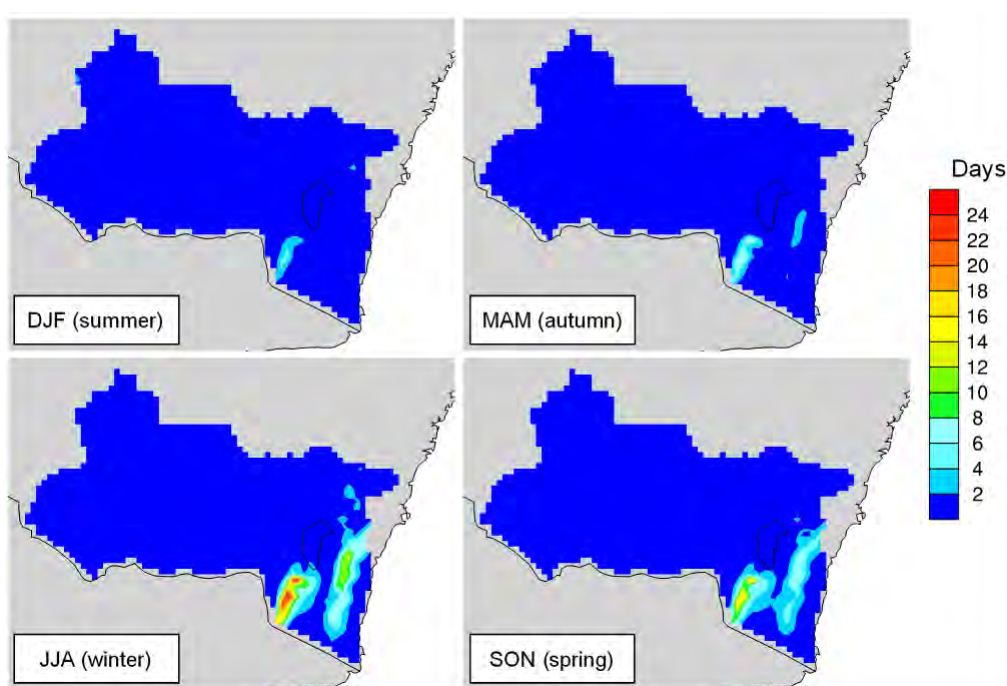 DJF (summer)
MAM (autumn)
Days
24
22
20
18
16
14
12
10
8
6
4
2
JJA (winter)
SON (spring)